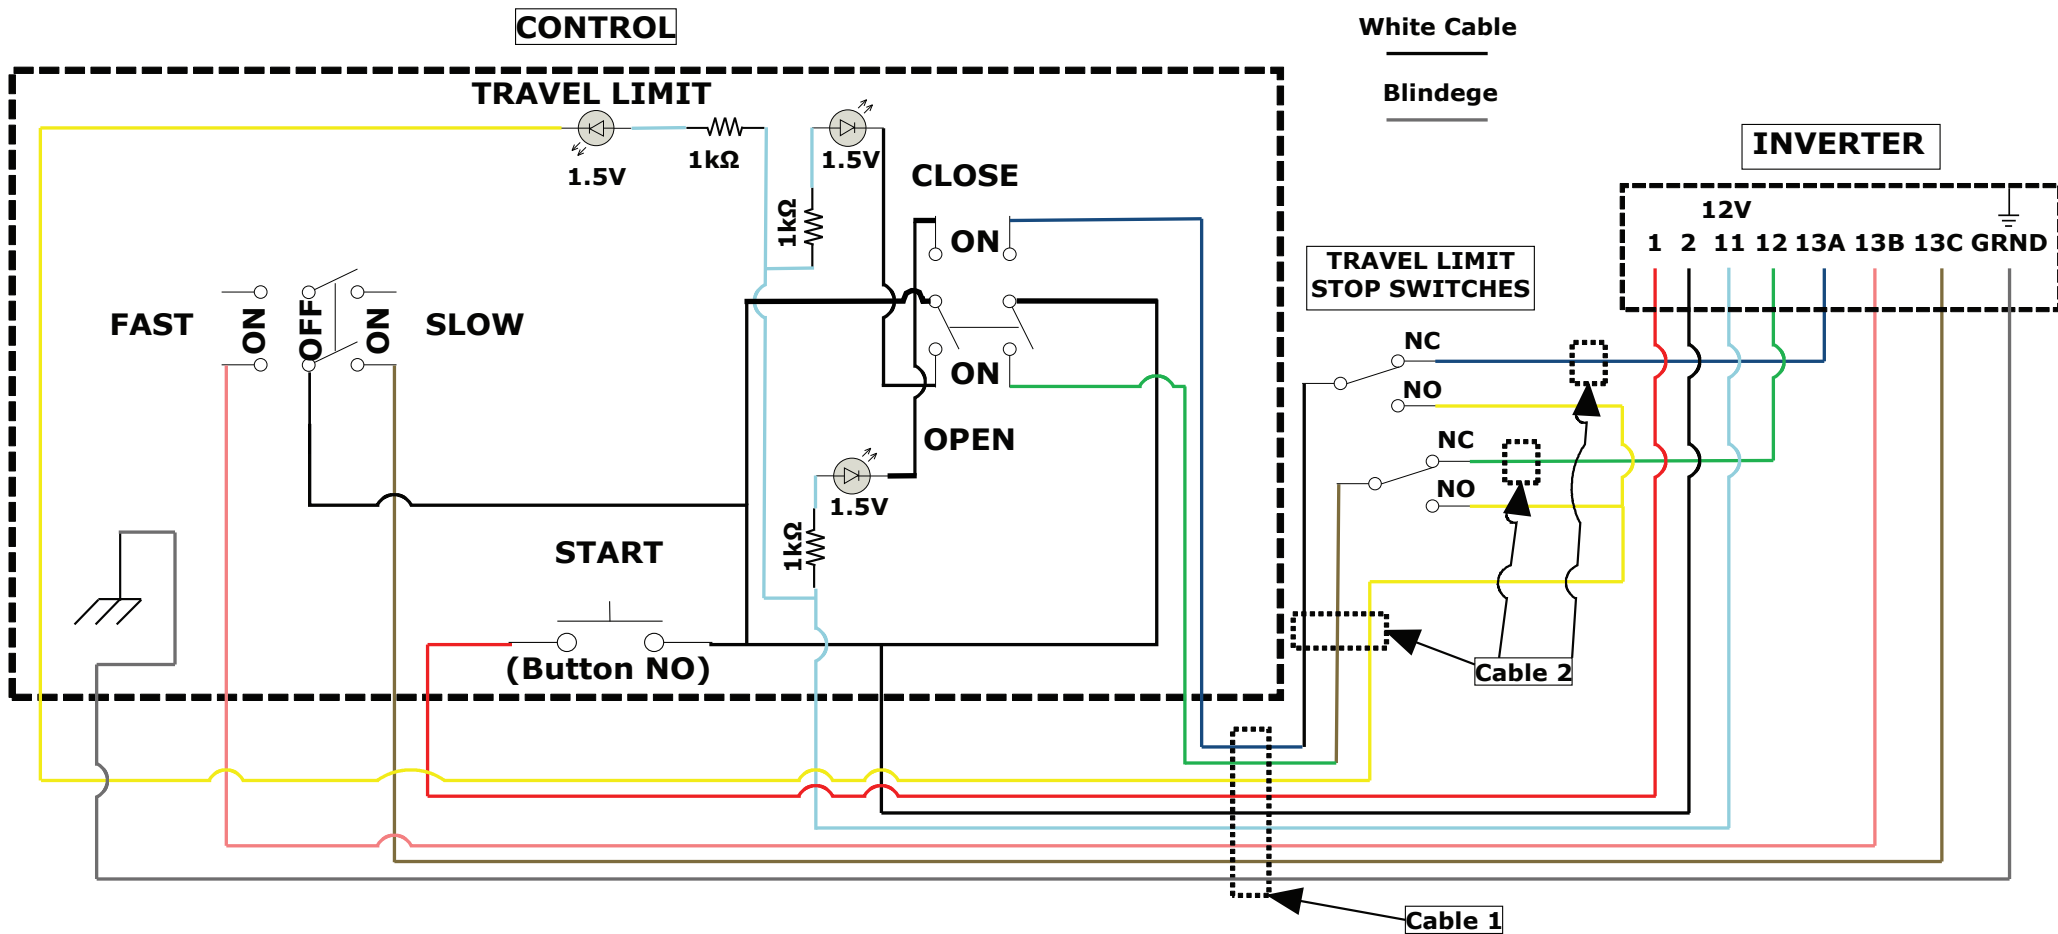 CONTROL
White Cable
Blindege
TRAVEL LIMIT
1.5V
1kΩ
1.5V
1kΩ
CLOSE
ON
ON
OPEN
INVERTER
12V
1 2 11 12 13A 13B 13C GRND
TRAVEL LIMIT
STOP SWITCHES
NC
NO
NC
NO
FAST
ON
OFF
ON
SLOW
1.5V
1kΩ
START
(Button NO)
Cable 2
Cable 1